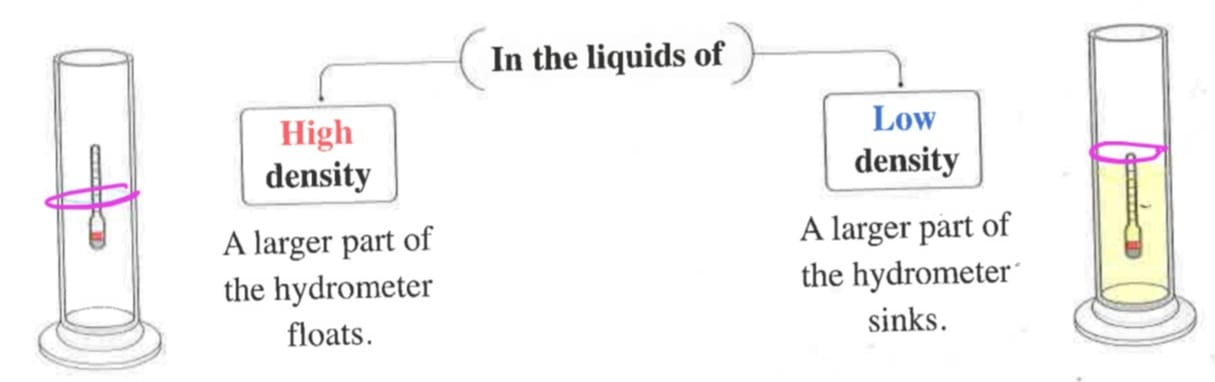 In the liquids of
High
density
A larger part of
the hydrometer
floats.
Low
density
A larger part of
the hydrometer
sinks.